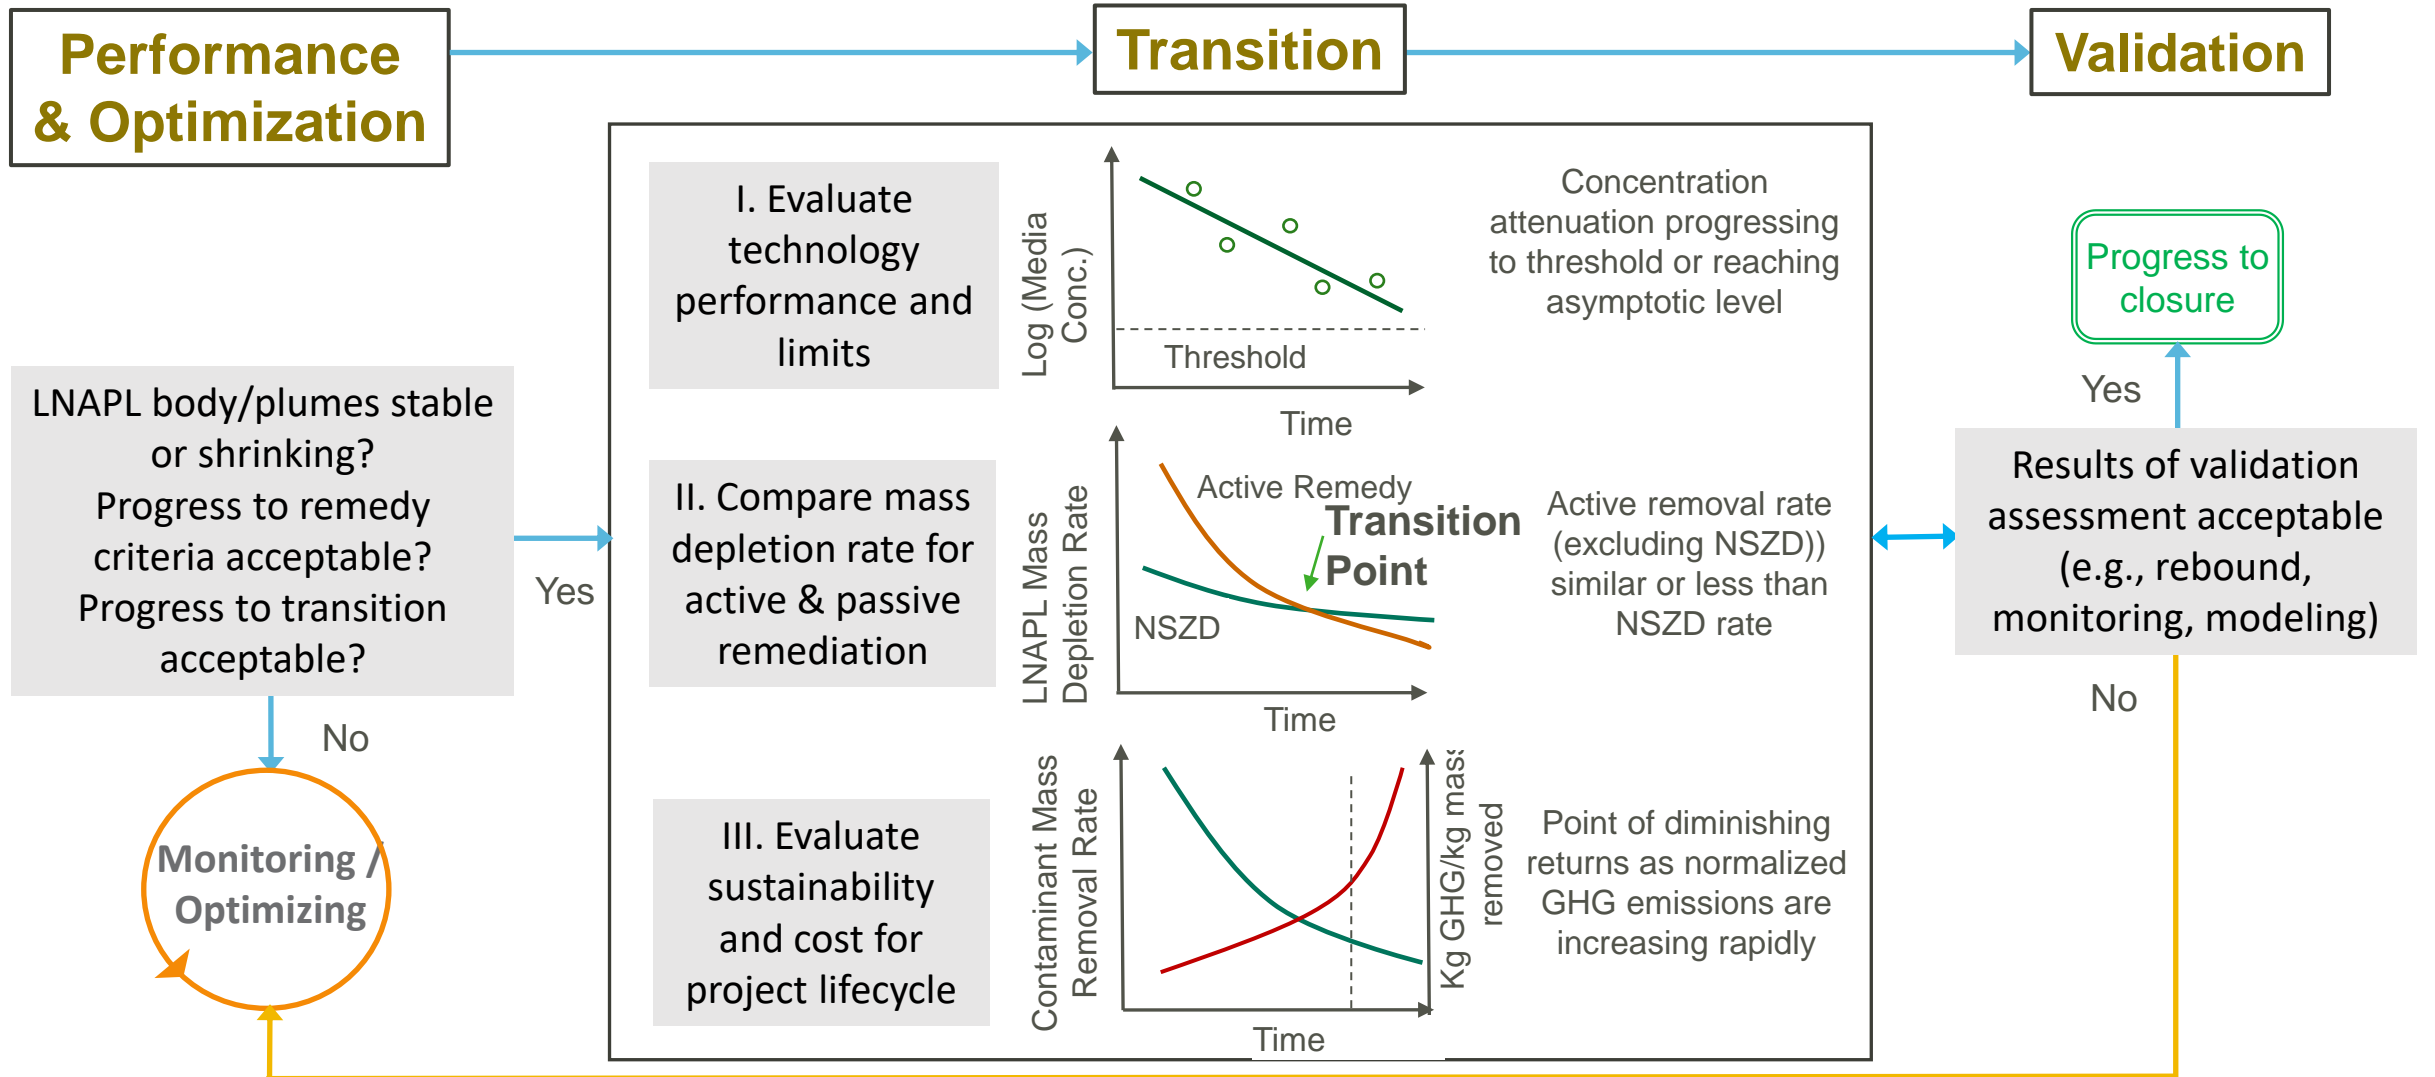 Performance
& Optimization
Transition
Validation
LNAPL body/plumes stable
or shrinking?
Progress to remedy
criteria acceptable?
Progress to transition
acceptable?
Yes
No
Monitoring /
Optimizing
I. Evaluate
technology
performance and
limits
Log (Media
Conc.)
Threshold
Time
Concentration
attenuation progressing
to threshold or reaching
asymptotic level
II. Compare mass
depletion rate for
active & passive
remediation
LNAPL Mass
Depletion Rate
Active Remedy
Transition
Point
NSZD
Time
Active removal rate
(excluding NSZD))
similar or less than
NSZD rate
III. Evaluate
sustainability
and cost for
project lifecycle
Contaminant Mass
Removal Rate
Kg GHG/kg mass
removed
Time
Point of diminishing
returns as normalized
GHG emissions are
increasing rapidly
Progress to
closure
Yes
Results of validation
assessment acceptable
(e.g., rebound,
monitoring, modeling)
No